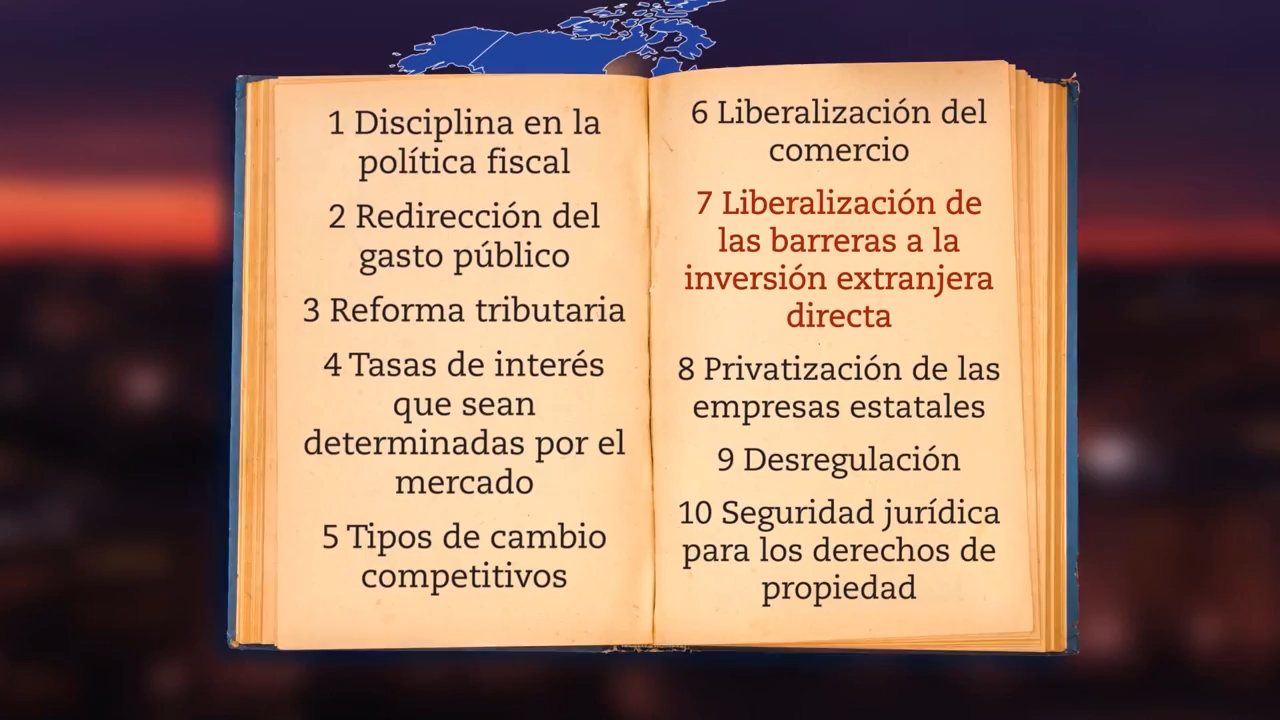 1 Disciplina en la
política fiscal
2 Redirección del
gasto público
3 Reforma tributaria
4 Tasas de interés
que sean
determinadas por el
mercado
5 Tipos de cambio
competitivos
6 Liberalización del
comercio
7 Liberalización de
las barreras a la
inversión extranjera
directa
8 Privatización de las
empresas estatales
9 Desregulación
10 Seguridad jurídica
para los derechos de
propiedad